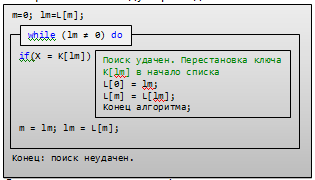 m=0; lm=L[m];
while (lm ≠ 0) do
if(X = K[lm])
Поиск удачен. Перестановка ключа
K[lm] в начало списка
L[0] = lm;
L[m] = L[lm];
Конец алгоритма;
m = lm; lm = L[m];
Конец: поиск неудачен.